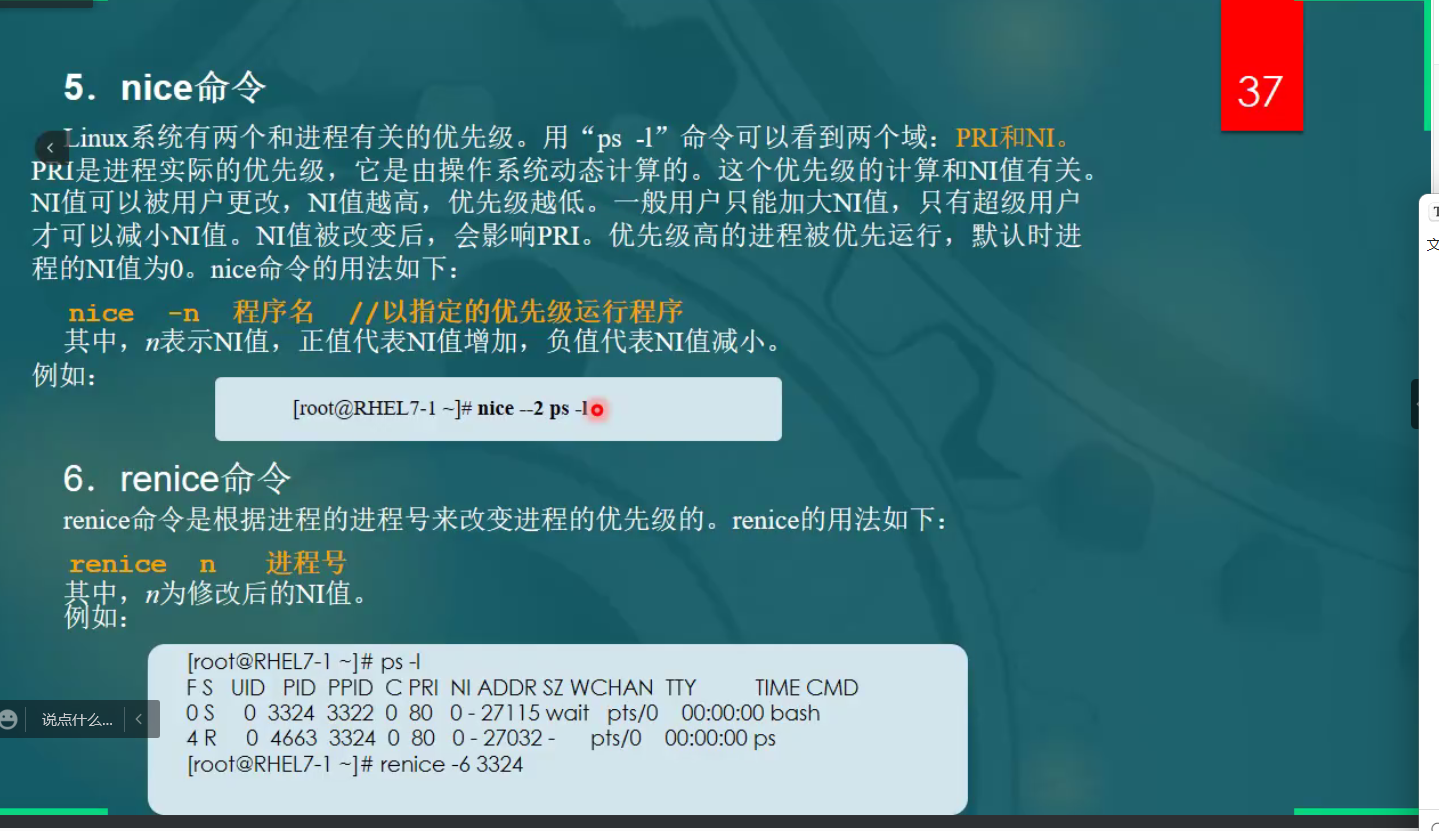 37
5．nice命令
Linux系统有两个和进程有关的优先级。用“ps -l”命令可以看到两个域：PRI和NI。
PRI是进程实际的优先级，它是由操作系统动态计算的。这个优先级的计算和NI值有关。
NI值可以被用户更改，NI值越高，优先级越低。一般用户只能加大NI值，只有超级用户
才可以减小NI值。NI值被改变后，会影响PRI。优先级高的进程被优先运行，默认时进
程的NI值为0。nice命令的用法如下：
nice -n 程序名 //以指定的优先级运行程序
其中，n表示NI值，正值代表NI值增加，负值代表NI值减小。
例如：
[root@RHEL7-1 ~]# nice --2 ps -l
6．renice命令
renice命令是根据进程的进程号来改变进程的优先级的。renice的用法如下：
renice n 进程号
其中，n为修改后的NI值。
例如：
[root@RHEL7-1 ~]# ps -l
F S UID PID PPID C PRI NI ADDR SZ WCHAN TTY TIME CMD
0 S 0 3324 3322 0 80 0 - 27115 wait pts/0 00:00:00 bash
4 R 0 4663 3324 0 80 0 - 27032 - pts/0 00:00:00 ps
[root@RHEL7-1 ~]# renice -6 3324
说点什么...